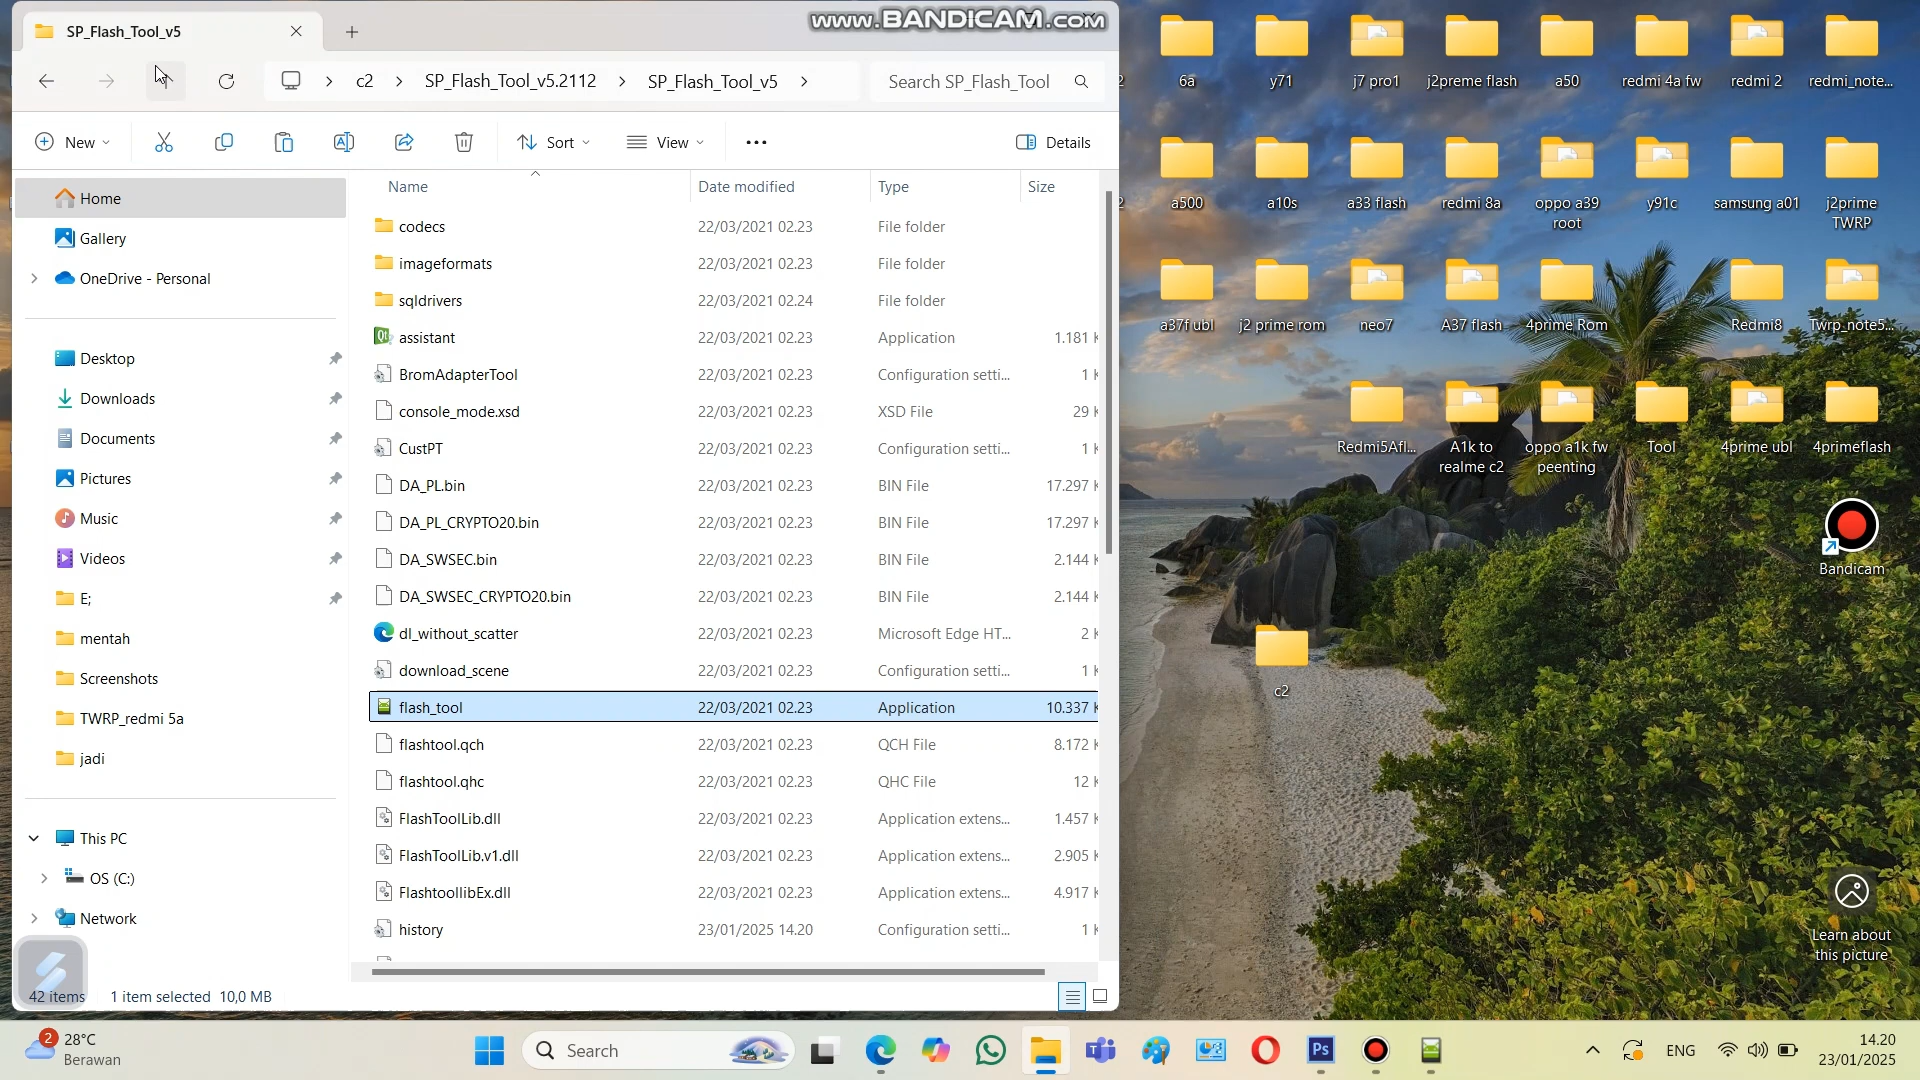 SP_Flash_Tool_v5
www.BANDICAM.com
c2
SP_Flash_Tool_v5.2112
SP_Flash_Tool_v5
Search SP_Flash_Tool
New
Sort
View
Details
Home
Gallery
OneDrive - Personal
Desktop
Downloads
Documents
Pictures
Music
Videos
E;
mentah
Screenshots
TWRP_redmi 5a
jadi
This PC
OS (C:)
Network
Name Date modified Type Size
codecs 22/03/2021 02.23 File folder
imageformats 22/03/2021 02.23 File folder
sqldrivers 22/03/2021 02.24 File folder
assistant 22/03/2021 02.23 Application 1.181 K
BromAdapterTool 22/03/2021 02.23 Configuration setti... 1 K
console_mode.xsd 22/03/2021 02.23 XSD File 29 K
CustPT 22/03/2021 02.23 Configuration setti... 1 K
DA_PL.bin 22/03/2021 02.23 BIN File 17.297 K
DA_PL_CRYPTO20.bin 22/03/2021 02.23 BIN File 17.297 K
DA_SWSEC.bin 22/03/2021 02.23 BIN File 2.144 K
DA_SWSEC_CRYPTO20.bin 22/03/2021 02.23 BIN File 2.144 K
dl_without_scatter 22/03/2021 02.23 Microsoft Edge HT... 2 K
download_scene 22/03/2021 02.23 Configuration setti... 1 K
flash_tool 22/03/2021 02.23 Application 10.337 K
flashtool.qch 22/03/2021 02.23 QCH File 8.172 K
flashtool.qhc 22/03/2021 02.23 QHC File 12 K
FlashToolLib.dll 22/03/2021 02.23 Application extens... 1.457 K
FlashToolLib.v1.dll 22/03/2021 02.23 Application extens... 2.905 K
FlashtoollibEx.dll 22/03/2021 02.23 Application extens... 4.917 K
history 23/01/2025 14.20 Configuration setti... 1 K
42 items 1 item selected 10,0 MB
6a y71 j7 pro1 j2preme flash a50 redmi 4a fw redmi 2 redmi_note...
a500 a10s a33 flash redmi 8a oppo a39 y91c samsung a01 j2prime
root TWRP
a37f ubl j2 prime rom neo7 A37 flash 4prime Rom Redmi8 Twrp_note5...
Redmi5Afl... A1k to oppo a1k fw Tool 4prime ubl 4primeflash
realme c2 peenting
Bandicam
c2
Learn about
this picture
2
28°C
Berawan
Search
Ps
ENG
14.20
23/01/2025